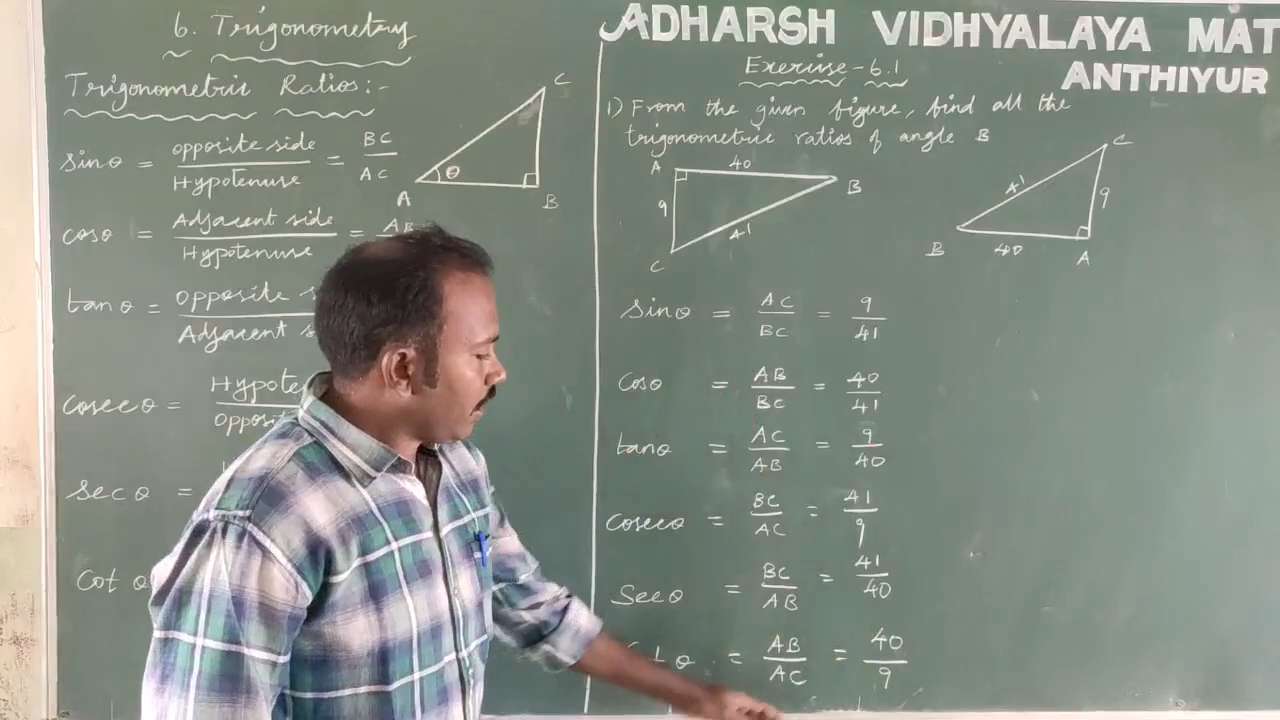 6. Trigonometry
Trigonometric Ratios:-
C
sinθ = opposite side / Hypotenuse = BC / AC
θ
A
B
cosθ = Adjacent side / Hypotenuse = AB
tanθ = opposite / Adjacent
cosecθ =
secθ =
cot θ
ADHARSH VIDHYALAYA MAT
ANTHIYUR
Exercise - 6.1
1) From the given figure, find all the
trigonometric ratios of angle B
A 40 B
9 41
C
C
41 9
B 40 A
sinθ = AC / BC = 9 / 41
cosθ = AB / BC = 40 / 41
tanθ = AC / AB = 9 / 40
cosecθ = BC / AC = 41 / 9
Secθ = BC / AB = 41 / 40
θ = AB / AC = 40 / 9